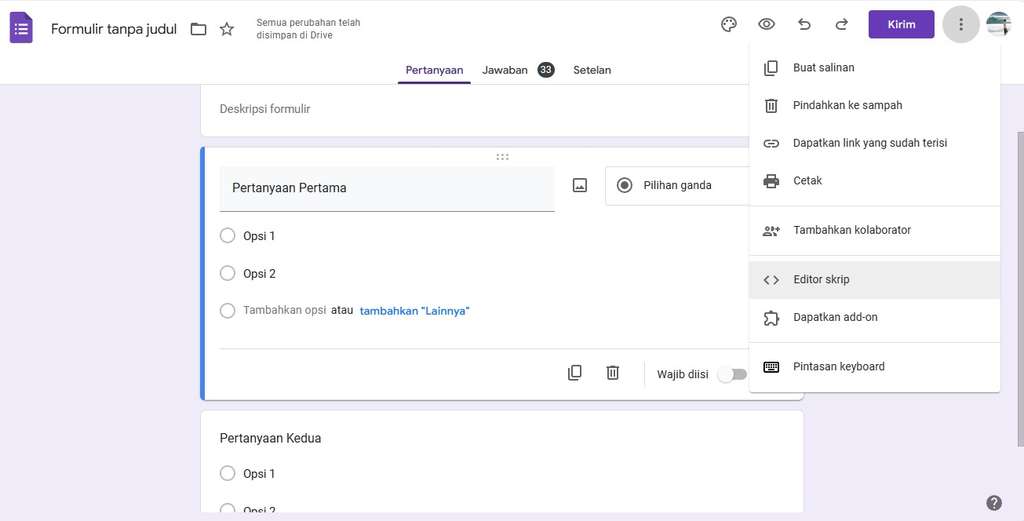 Formulir tanpa judul
Semua perubahan telah
disimpan di Drive
Kirim
Pertanyaan
Jawaban 33
Setelan
Deskripsi formulir
Pertanyaan Pertama
Pilihan ganda
Opsi 1
Opsi 2
Tambahkan opsi atau tambahkan "Lainnya"
Wajib diisi
Pertanyaan Kedua
Opsi 1
Opsi 2
Buat salinan
Pindahkan ke sampah
Dapatkan link yang sudah terisi
Cetak
Tambahkan kolaborator
Editor skrip
Dapatkan add-on
Pintasan keyboard